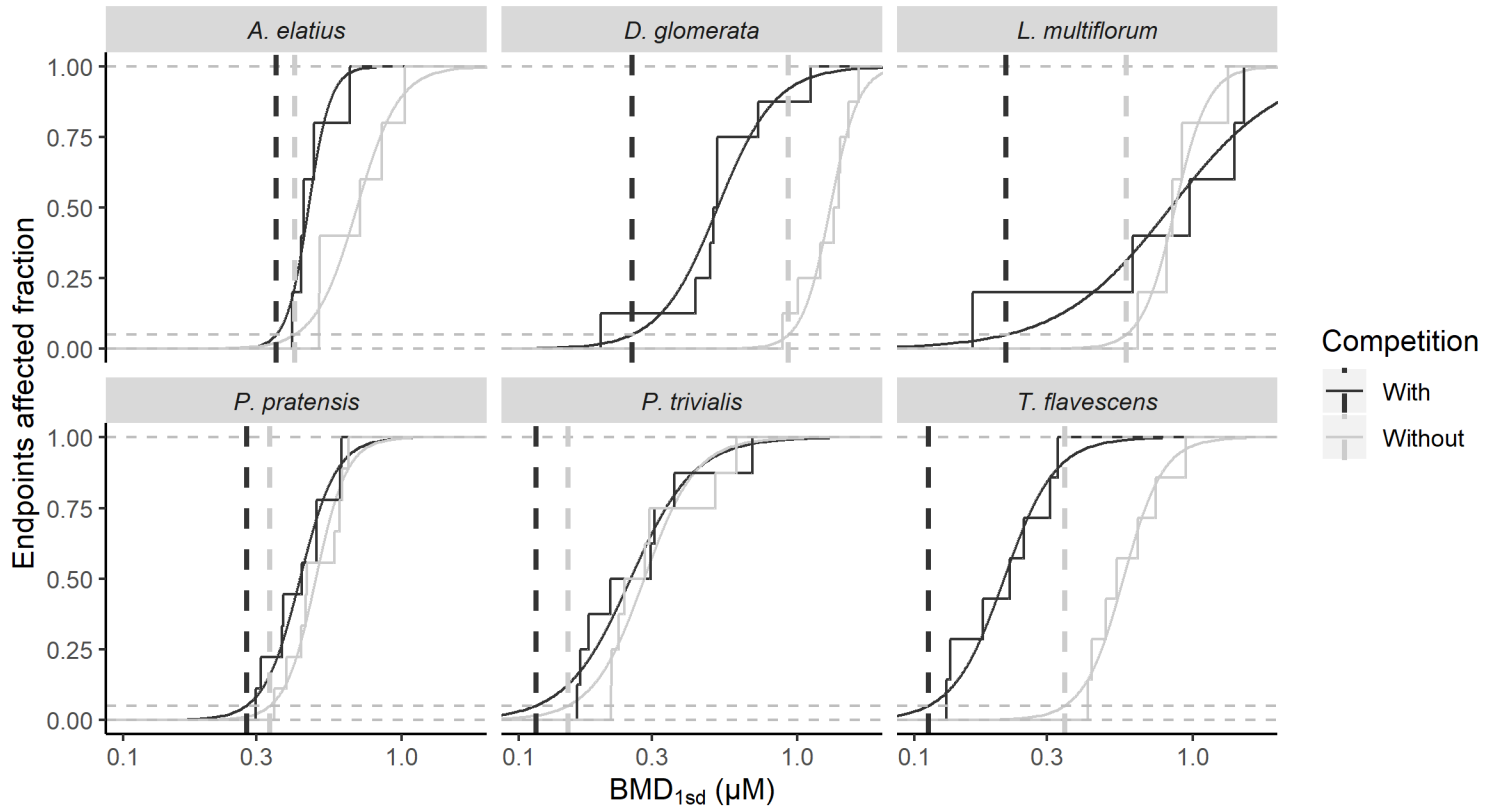 A. elatius
D. glomerata
L. multiflorum
1.00
0.75
0.50
0.25
0.00
P. pratensis
P. trivialis
T. flavescens
1.00
0.75
0.50
0.25
0.00
0.1 0.3 1.0
0.1 0.3 1.0
0.1 0.3 1.0
Endpoints affected fraction
BMD1sd (μM)
Competition
With
Without